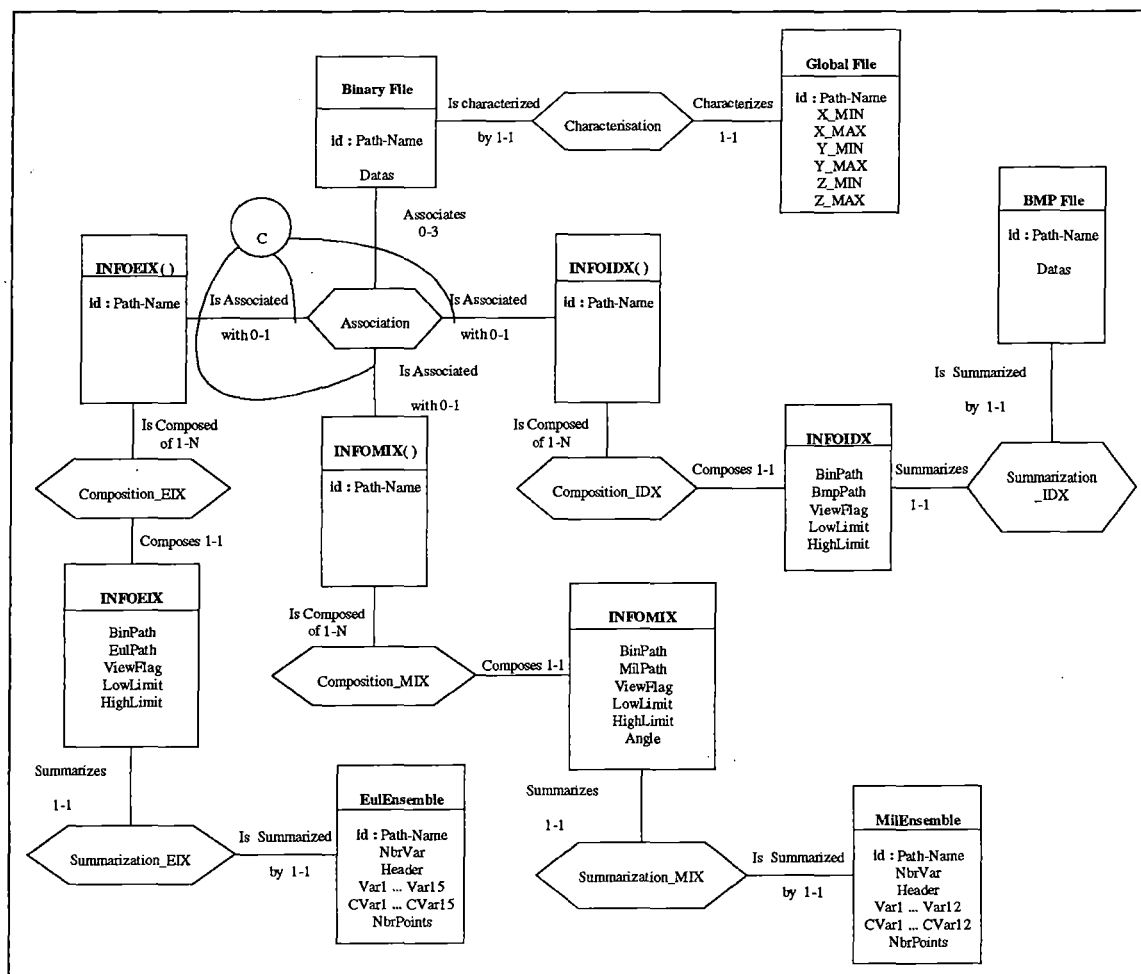 Binary File
id : Path-Name
Datas
Is characterized
by 1-1
Characterisation
Characterizes
1-1
Global File
id : Path-Name
X_MIN
X_MAX
Y_MIN
Y_MAX
Z_MIN
Z_MAX
BMP File
id : Path-Name
Datas
Associates
0-3
C
INFOEIX( )
id : Path-Name
Is Associated
with 0-1
Association
Is Associated
with 0-1
INFOIDX( )
id : Path-Name
Is Associated
with 0-1
Is Summarized
by 1-1
Is Composed
of 1-N
Composition_EIX
Composes 1-1
INFOMIX( )
id : Path-Name
Is Composed
of 1-N
Composition_IDX
Composes 1-1
INFOIDX
BinPath
BmpPath
ViewFlag
LowLimit
HighLimit
Summarizes
1-1
Summarization
_IDX
INFOEIX
BinPath
EulPath
ViewFlag
LowLimit
HighLimit
Is Composed
of 1-N
Composition_MIX
Composes 1-1
INFOMIX
BinPath
MilPath
ViewFlag
LowLimit
HighLimit
Angle
Summarizes
1-1
Summarization_EIX
Is Summarized
by 1-1
EulEnsemble
id : Path-Name
NbrVar
Header
Var1 ... Var15
CVar1 ... CVar15
NbrPoints
Summarizes
1-1
Summarization_MIX
Is Summarized
by 1-1
MilEnsemble
id : Path-Name
NbrVar
Header
Var1 ... Var12
CVar1 ... CVar12
NbrPoints